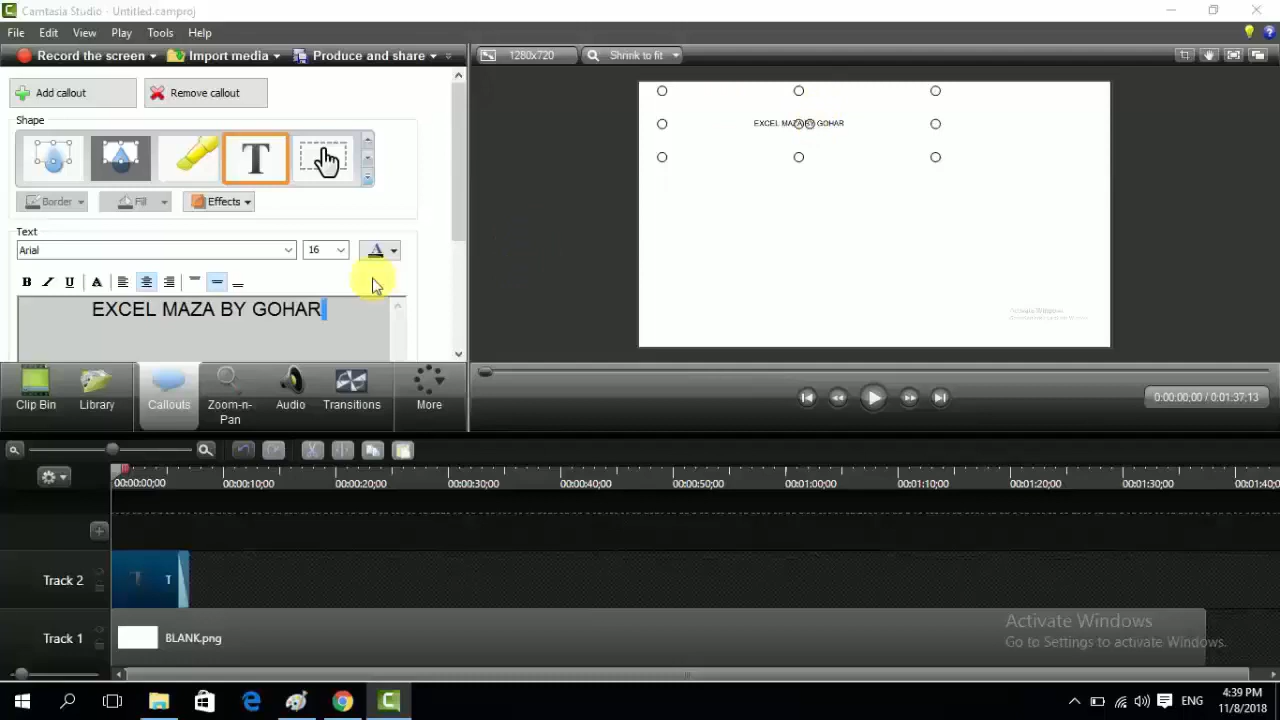 Camtasia Studio - Untitled.camproj
File Edit View Play Tools Help
Record the screen Import media Produce and share
1280x720 Shrink to fit
Add callout Remove callout
Shape
T
Border Fill Effects
Text
Arial 16 A
B I U A
EXCEL MAZA BY GOHAR
EXCEL MAZA BY GOHAR
Activate Windows
Clip Bin Library Callouts Zoom-n-Pan Audio Transitions More
0:00:00;00 / 0:01:37;13
00:00:00;00 00:00:10;00 00:00:20;00 00:00:30;00 00:00:40;00 00:00:50;00 00:01:00;00 00:01:10;00 00:01:20;00 00:01:30;00 00:01:40
Track 2 T T
Track 1 BLANK.png
Activate Windows
Go to Settings to activate Windows.
ENG
4:39 PM
11/8/2018